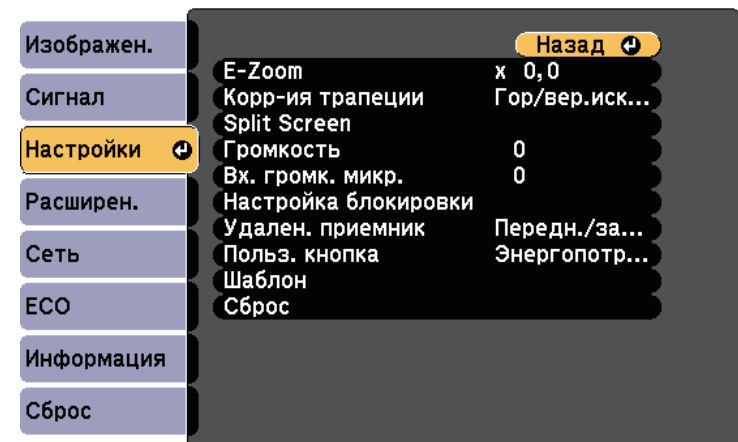 Изображен.
Сигнал
Настройки
Расширен.
Сеть
ECO
Информация
Сброс
Назад
E-Zoom x 0,0
Корр-ия трапеции Гор/вер.иск...
Split Screen
Громкость 0
Вх. громк. микр. 0
Настройка блокировки
Удален. приемник Передн./за...
Польз. кнопка Энергопотр...
Шаблон
Сброс